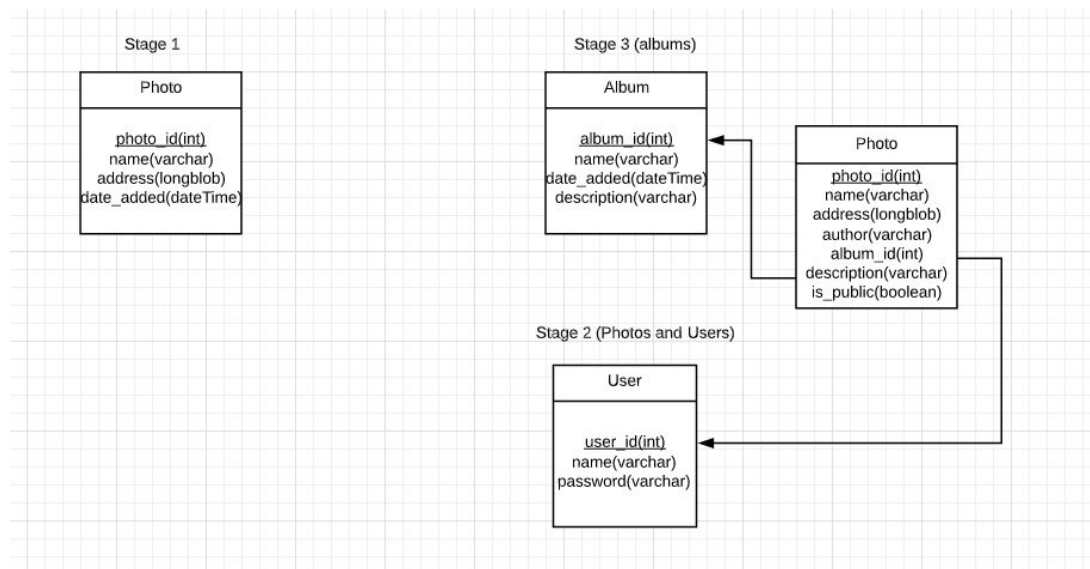 Stage 1
Photo
photo_id(int)
name(varchar)
address(longblob)
date_added(dateTime)
Stage 3 (albums)
Album
album_id(int)
name(varchar)
date_added(dateTime)
description(varchar)
Photo
photo_id(int)
name(varchar)
address(longblob)
author(varchar)
album_id(int)
description(varchar)
is_public(boolean)
Stage 2 (Photos and Users)
User
user_id(int)
name(varchar)
password(varchar)